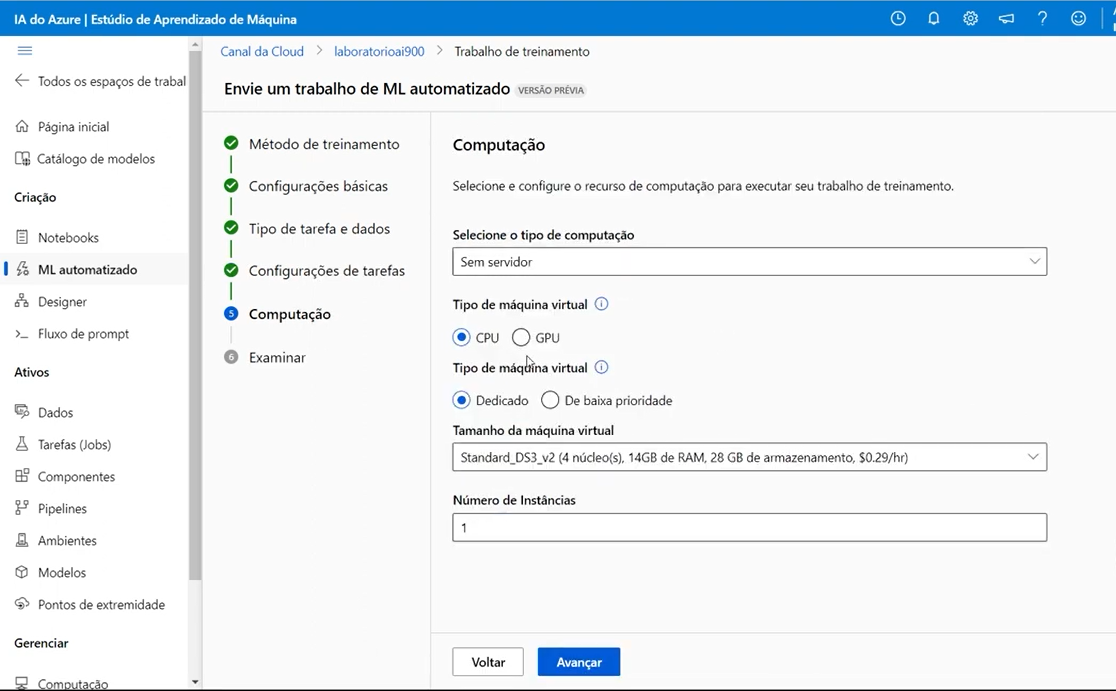 IA do Azure | Estúdio de Aprendizado de Máquina
Todos os espaços de trabal
Página inicial
Catálogo de modelos
Criação
Notebooks
ML automatizado
Designer
Fluxo de prompt
Ativos
Dados
Tarefas (Jobs)
Componentes
Pipelines
Ambientes
Modelos
Pontos de extremidade
Gerenciar
Computação
Canal da Cloud > laboratorioai900 > Trabalho de treinamento
Envie um trabalho de ML automatizado VERSÃO PRÉVIA
Método de treinamento
Configurações básicas
Tipo de tarefa e dados
Configurações de tarefas
5 Computação
6 Examinar
Computação
Selecione e configure o recurso de computação para executar seu trabalho de treinamento.
Selecione o tipo de computação
Sem servidor
Tipo de máquina virtual
CPU GPU
Tipo de máquina virtual
Dedicado De baixa prioridade
Tamanho da máquina virtual
Standard_DS3_v2 (4 núcleo(s), 14GB de RAM, 28 GB de armazenamento, $0.29/hr)
Número de Instâncias
1
Voltar Avançar